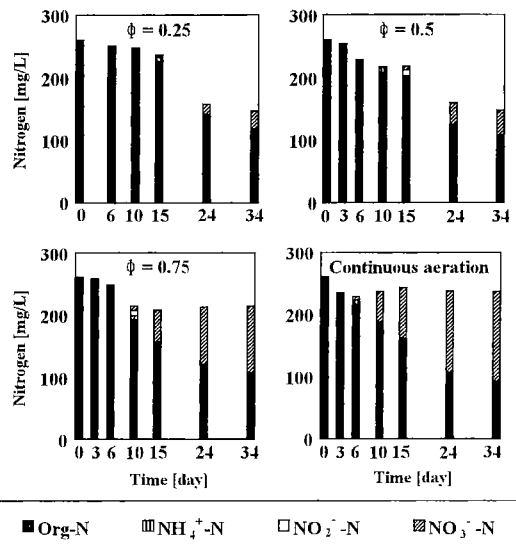 ϕ = 0.25
Nitrogen [mg/L]
300
200
100
0
0 6 10 15 24 34
ϕ = 0.5
300
200
100
0
0 3 6 10 15 24 34
ϕ = 0.75
Nitrogen [mg/L]
300
200
100
0
0 3 6 10 15 24 34
Time [day]
Continuous aeration
300
200
100
0
0 3 6 10 15 24 34
Time [day]
Org-N NH₄⁺-N NO₂⁻-N NO₃⁻-N